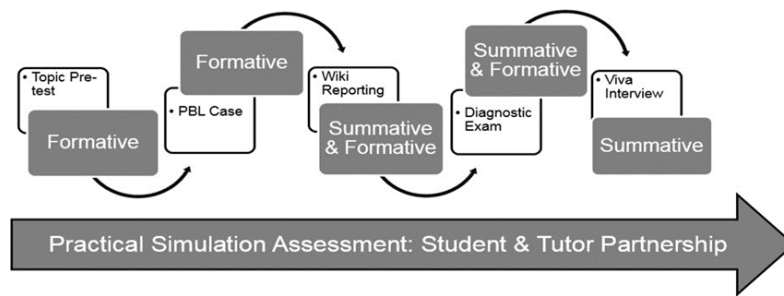 • Topic Pre-
test
Formative
Formative
• PBL Case
• Wiki
Reporting
Summative
& Formative
Summative
& Formative
• Diagnostic
Exam
• Viva
Interview
Summative
Practical Simulation Assessment: Student & Tutor Partnership